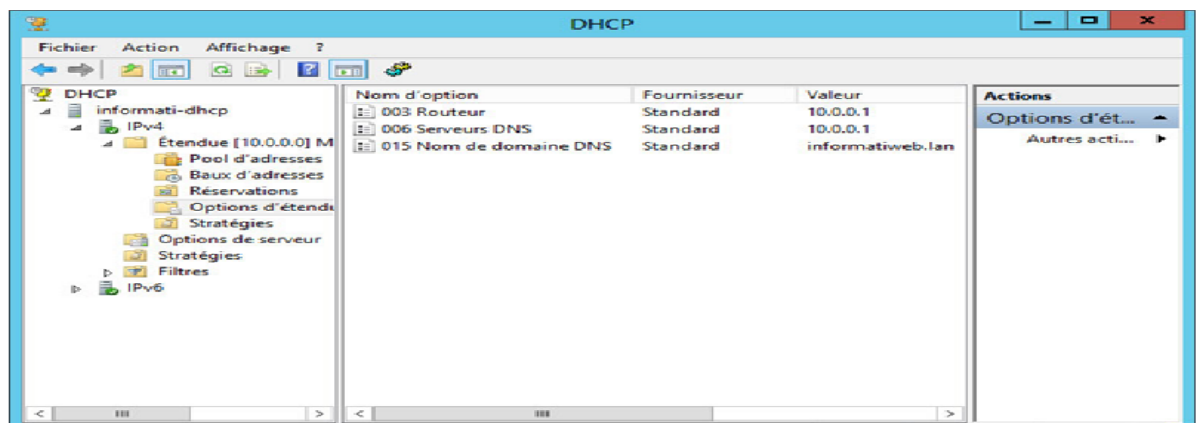 DHCP
Fichier Action Affichage ?
DHCP
informati-dhcp
IPv4
Étendue [10.0.0.0] M
Pool d'adresses
Baux d'adresses
Réservations
Options d'étendu
Stratégies
Options de serveur
Stratégies
Filtres
IPv6
Nom d'option Fournisseur Valeur
003 Routeur Standard 10.0.0.1
006 Serveurs DNS Standard 10.0.0.1
015 Nom de domaine DNS Standard informatiweb.lan
Actions
Options d'ét...
Autres acti...